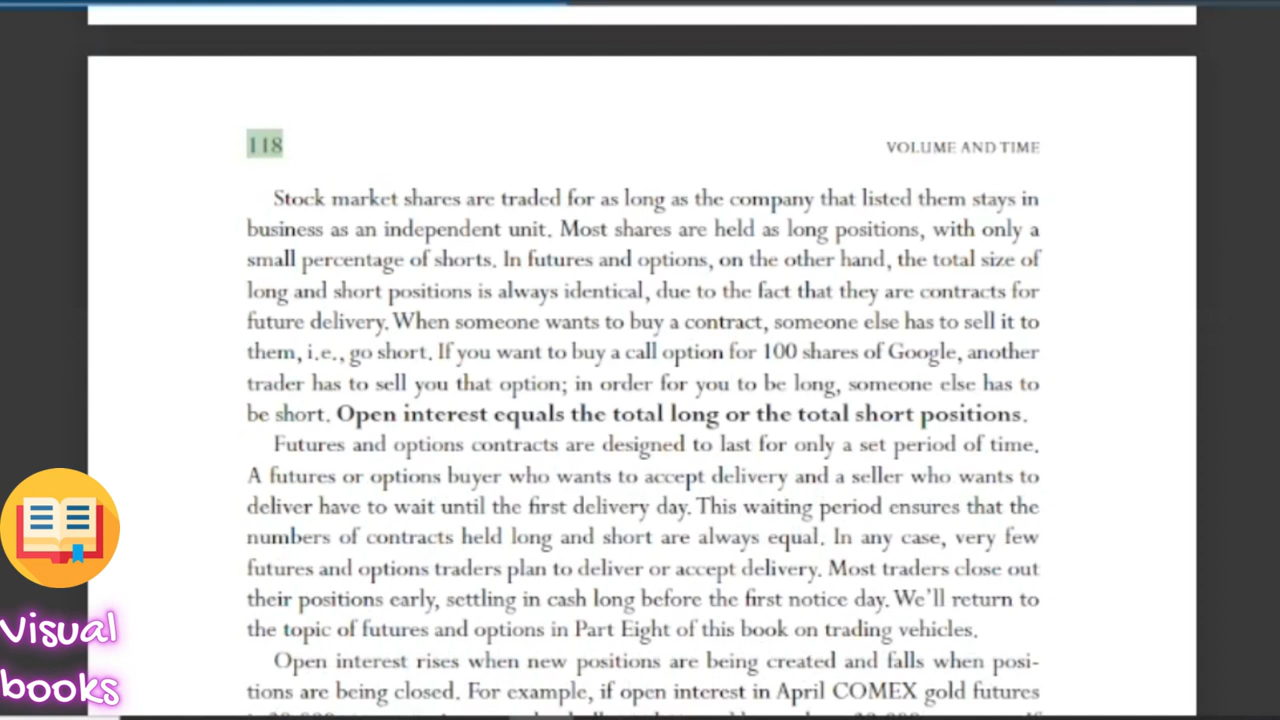 118
VOLUME AND TIME
Stock market shares are traded for as long as the company that listed them stays in
business as an independent unit. Most shares are held as long positions, with only a
small percentage of shorts. In futures and options, on the other hand, the total size of
long and short positions is always identical, due to the fact that they are contracts for
future delivery. When someone wants to buy a contract, someone else has to sell it to
them, i.e., go short. If you want to buy a call option for 100 shares of Google, another
trader has to sell you that option; in order for you to be long, someone else has to
be short. Open interest equals the total long or the total short positions.
Futures and options contracts are designed to last for only a set period of time.
A futures or options buyer who wants to accept delivery and a seller who wants to
deliver have to wait until the first delivery day. This waiting period ensures that the
numbers of contracts held long and short are always equal. In any case, very few
futures and options traders plan to deliver or accept delivery. Most traders close out
their positions early, settling in cash long before the first notice day. We'll return to
the topic of futures and options in Part Eight of this book on trading vehicles.
Open interest rises when new positions are being created and falls when posi-
tions are being closed. For example, if open interest in April COMEX gold futures
Visual
books